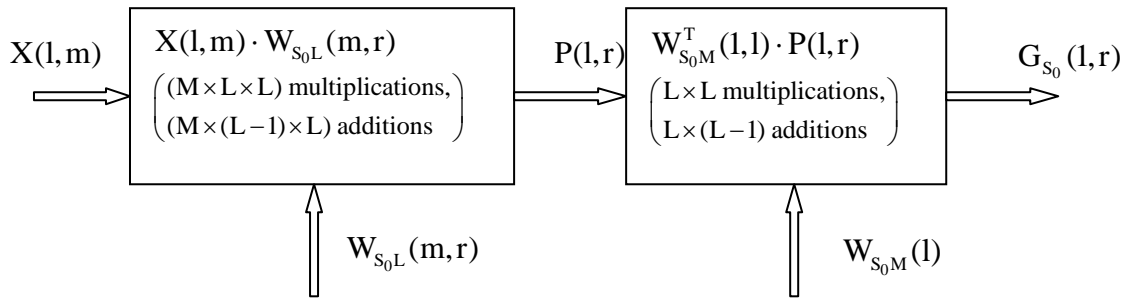 X(l,m)
X(l,m)·W_{S_0L}(m,r)
((M×L×L) multiplications,
(M×(L−1)×L) additions)
P(l,r)
W^T_{S_0M}(l,l)·P(l,r)
(L×L multiplications,
L×(L−1) additions)
G_{S_0}(l,r)
W_{S_0L}(m,r)
W_{S_0M}(l)